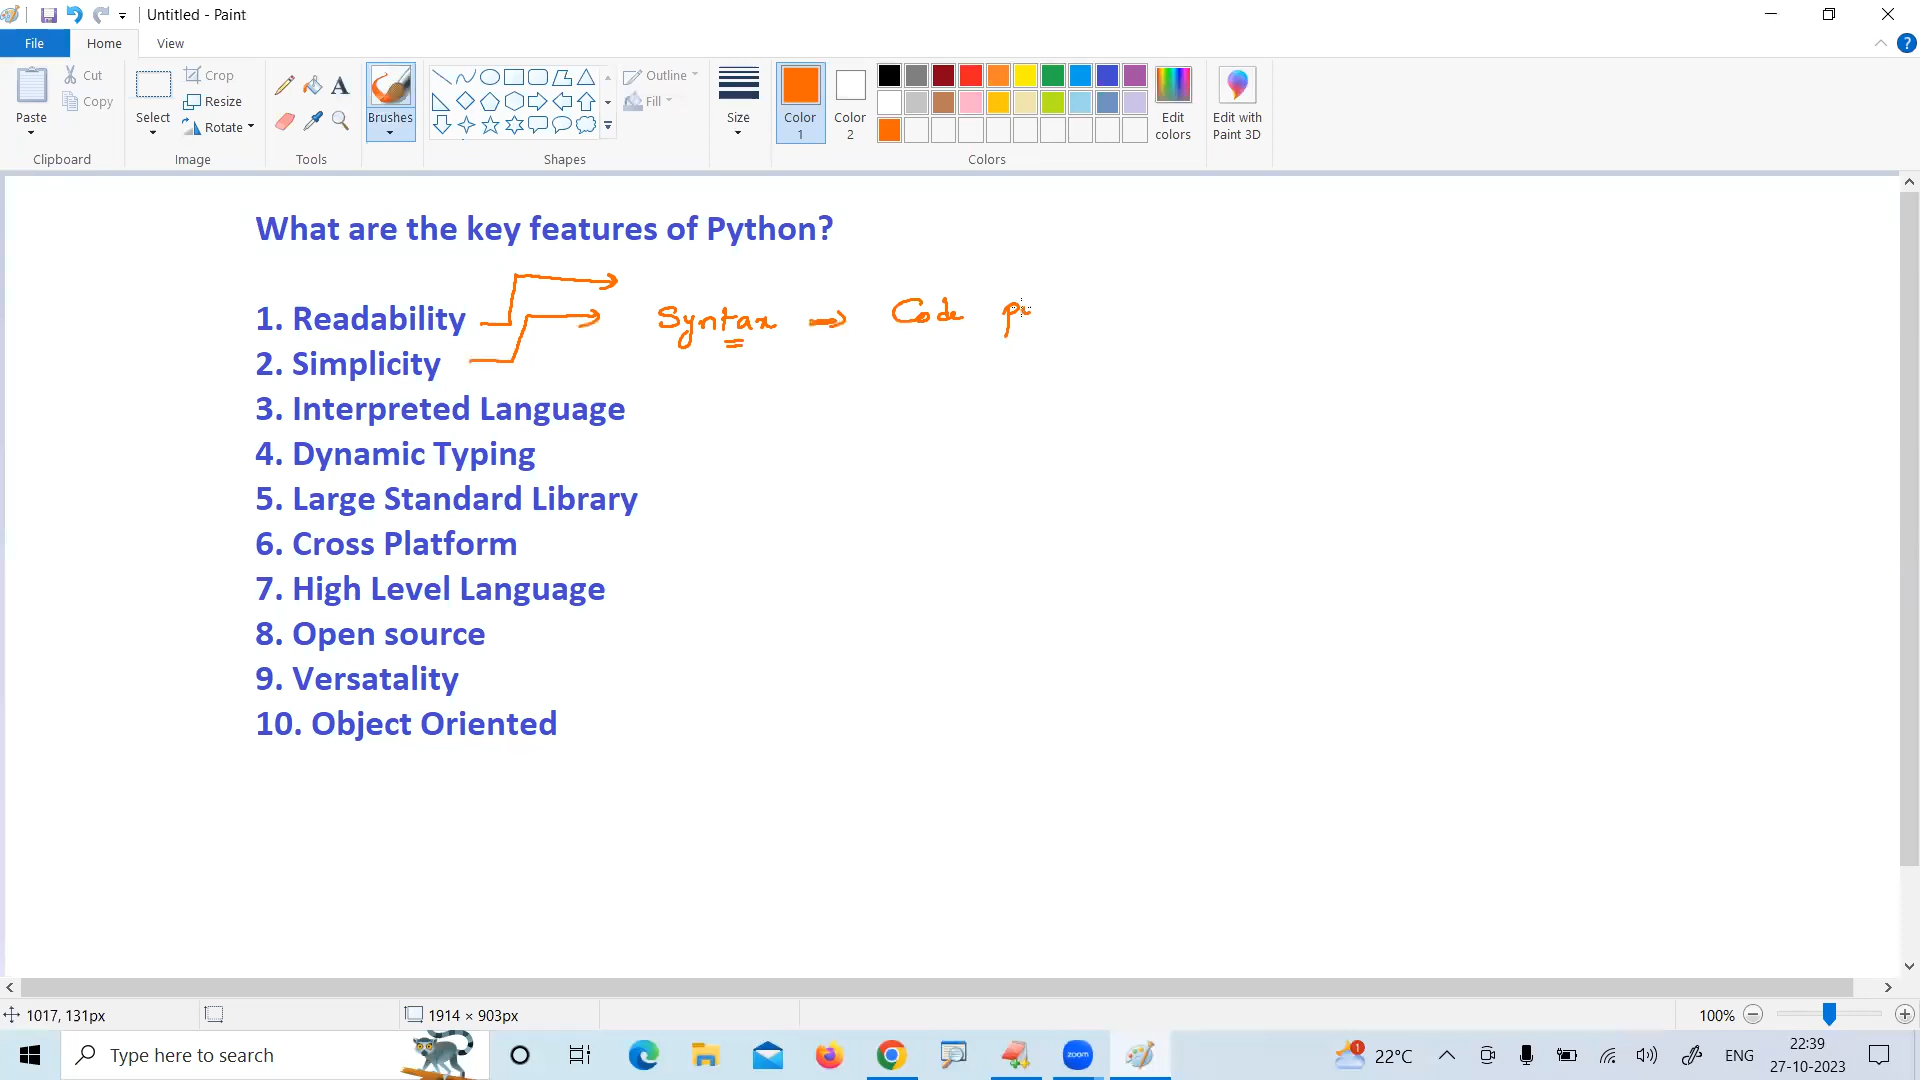 Untitled - Paint
File Home View
Paste Cut Copy Select Crop Resize Rotate Brushes Outline Fill Size Color 1 Color 2 Edit colors Edit with Paint 3D
Clipboard Image Tools Shapes Colors
What are the key features of Python?
1. Readability
Syntax → Code
2. Simplicity
3. Interpreted Language
4. Dynamic Typing
5. Large Standard Library
6. Cross Platform
7. High Level Language
8. Open source
9. Versatality
10. Object Oriented
1017, 131px 1914 × 903px 100%
Type here to search zoom 1 22°C ENG 22:39
27-10-2023